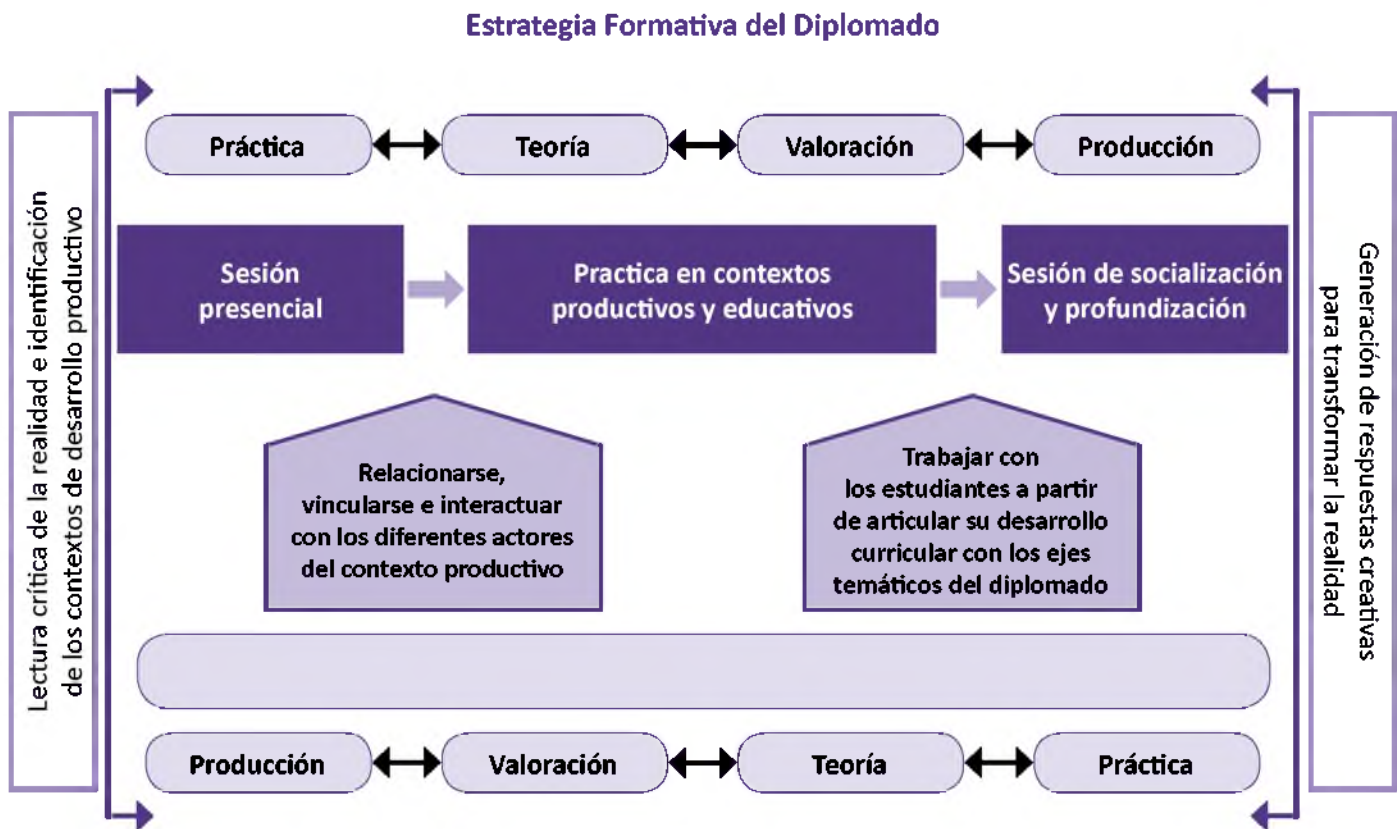 Estrategia Formativa del Diplomado
Lectura crítica de la realidad e identificación
de los contextos de desarrollo productivo
Práctica
Teoría
Valoración
Producción
Sesión
presencial
Practica en contextos
productivos y educativos
Sesión de socialización
y profundización
Relacionarse,
vincularse e interactuar
con los diferentes actores
del contexto productivo
Trabajar con
los estudiantes a partir
de articular su desarrollo
curricular con los ejes
temáticos del diplomado
Producción
Valoración
Teoría
Práctica
Generación de respuestas creativas
para transformar la realidad